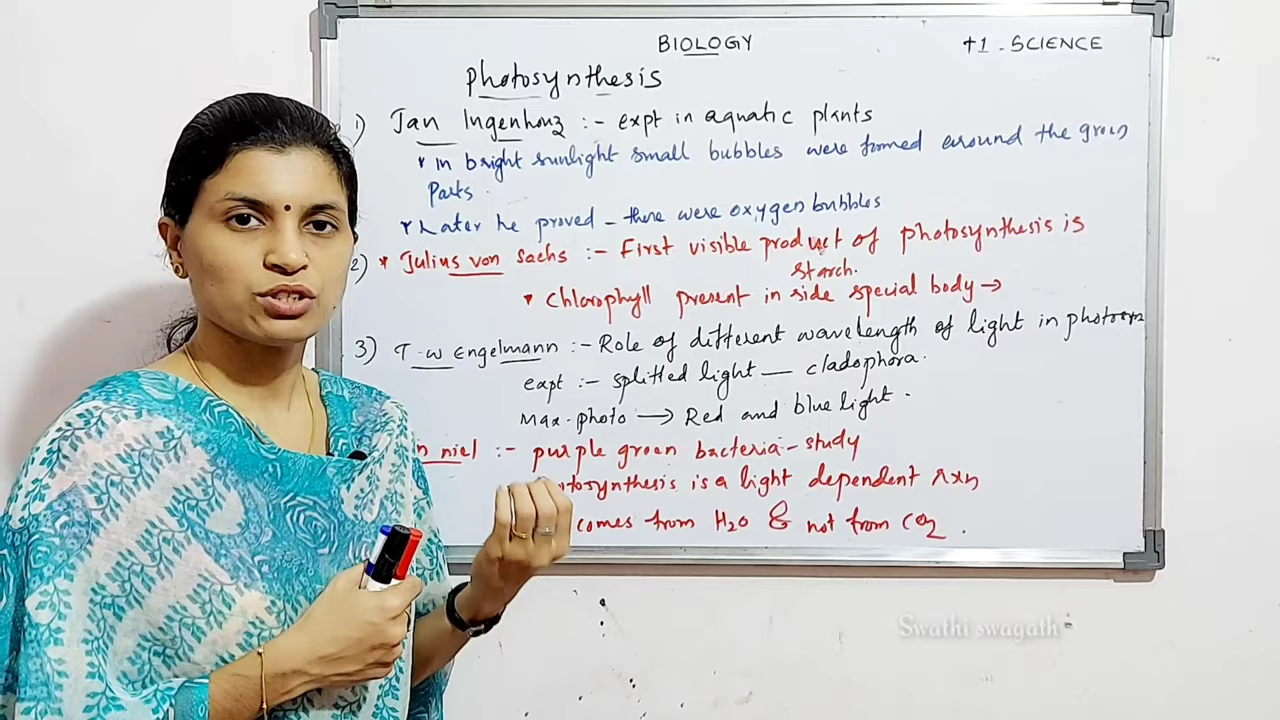 BIOLOGY +1 - SCIENCE
photosynthesis
1) Jan Ingenhouz :- expt in aquatic plants
* in bright sunlight small bubbles were formed around the green
parts.
* Later he proved - there were oxygen bubbles
2) * Julius von Sachs :- First visible product of photosynthesis is
starch.
* Chlorophyll present in side special body →
3) T.W Engelmann :- Role of different wavelength of light in
expt :- splitted light — cladophora.
Max-photo → Red and blue light.
niel :- purple green bacteria - study
is a light dependent rxn
comes from H2O & not from CO2.
Swathi swagath